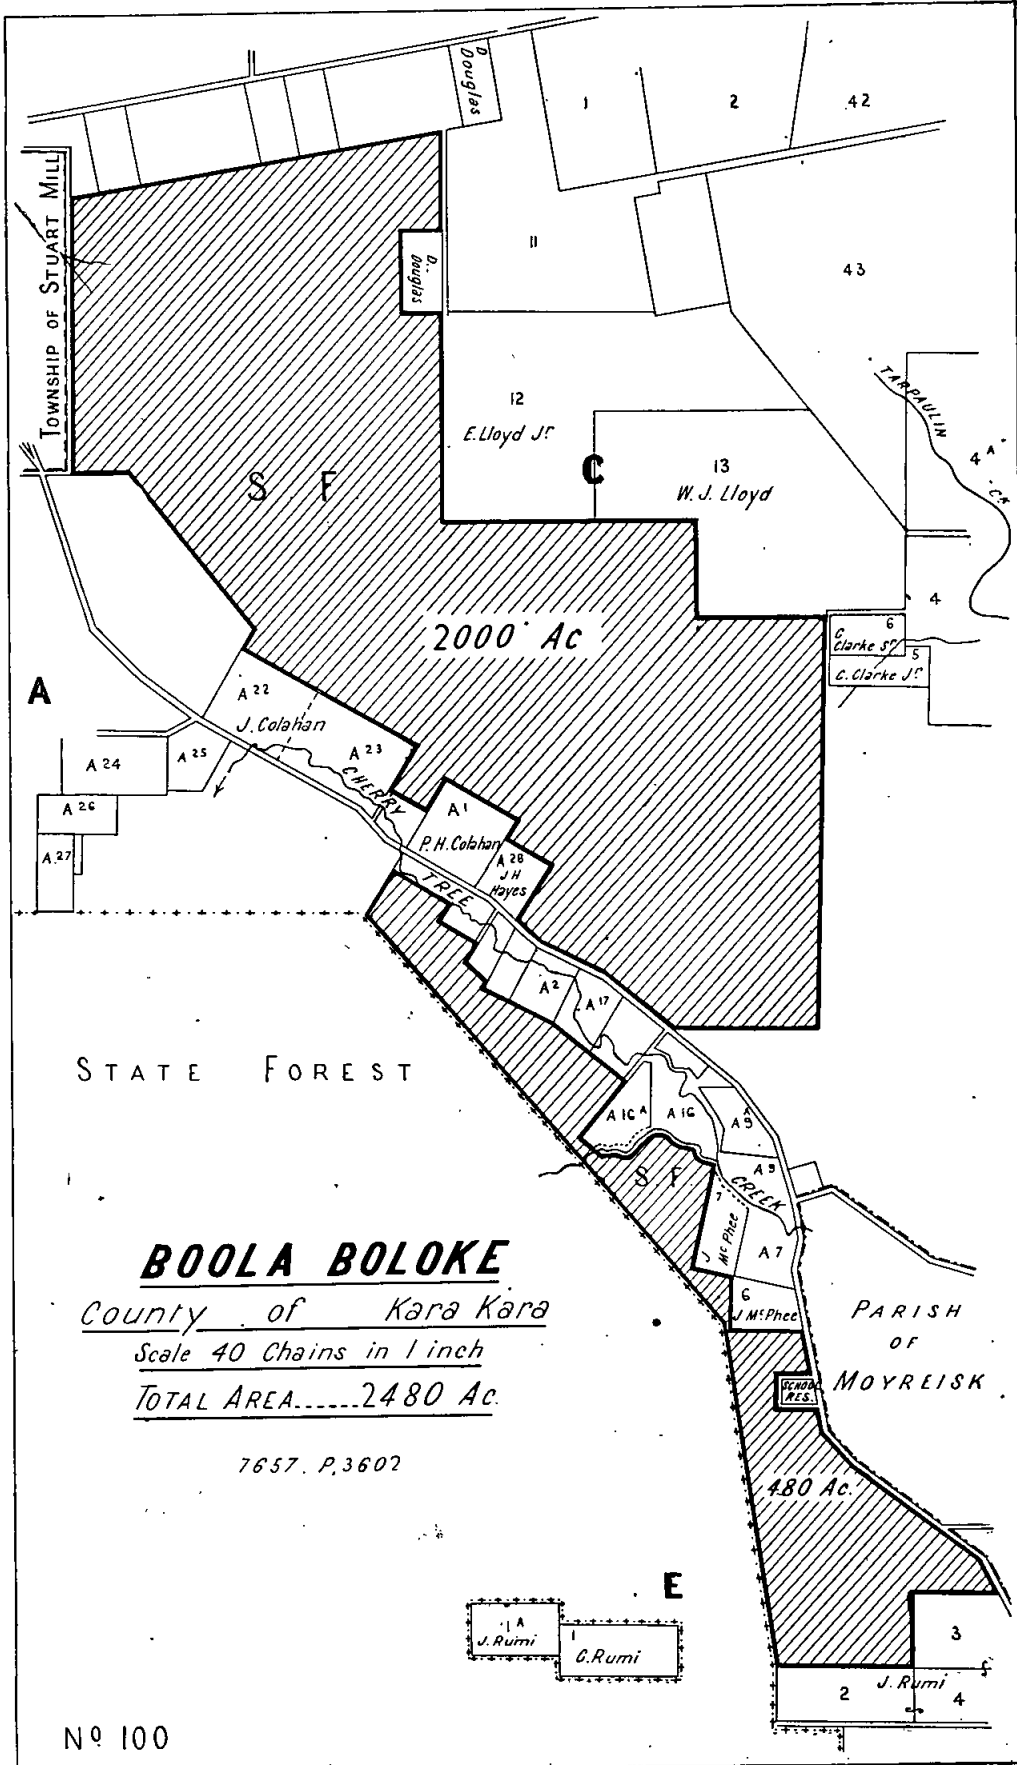 D
Douglas
1
2
42
TOWNSHIP OF STUART MILL
D.
Douglas
11
43
12
E. Lloyd Jr
C
13
W. J. Lloyd
TARPAULIN
CK
4 A
4
S F
2000 Ac
6
C
Clarke Sr
5
C. Clarke Jr
A
A 22
J. Colahan
A 23
A 24
A 25
A 26
A 27
CHERRY
TREE
CREEK
A 1
P. H. Colahan
A 28
J H
Hayes
A 2
A 17
STATE FOREST
A 16 A
A 16
A 9 A
A 9
S F
7
J
McPhee
A 7
6
J McPhee
BOOLA BOLOKE
County of Kara Kara
Scale 40 Chains in 1 inch
TOTAL AREA......2480 Ac.
7657. P, 3602
PARISH
OF
MOYREISK
SCHOOL
RES.
480 Ac.
E
1 A
J. Rumi
1
G. Rumi
3
J. Rumi
2
4
No 100